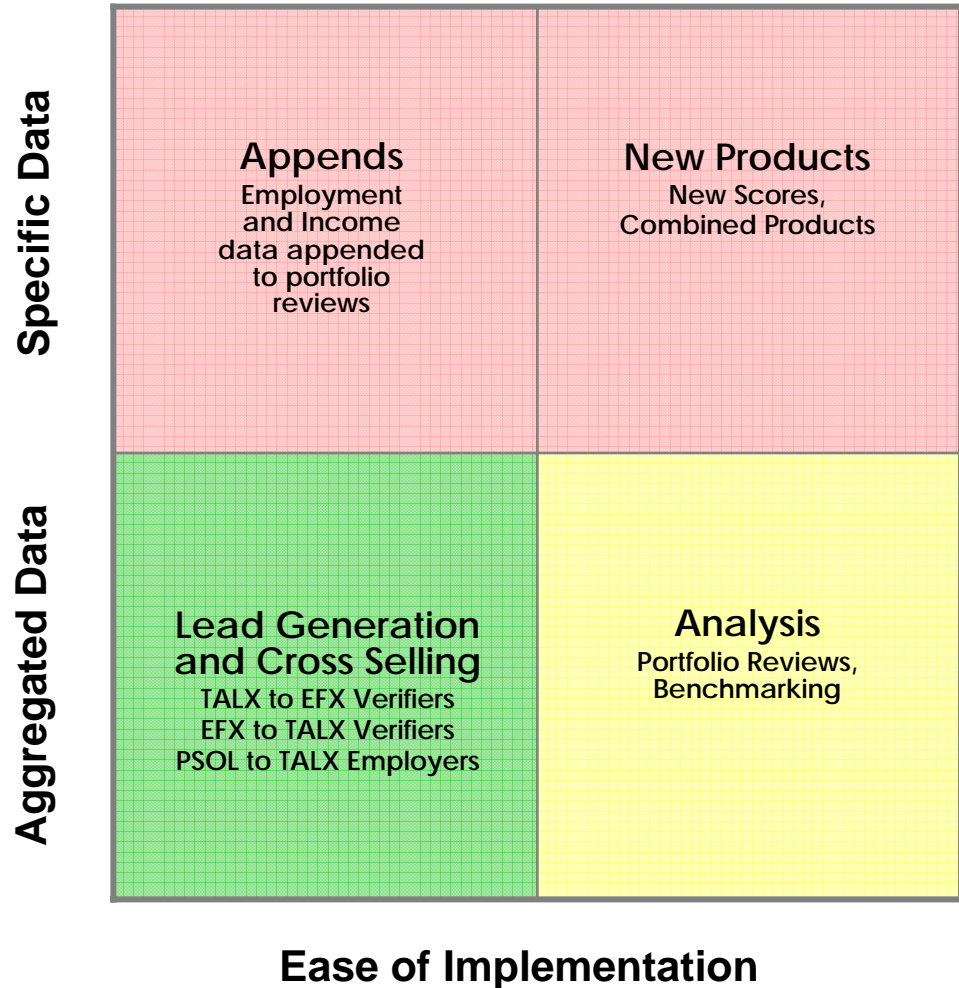 Specific Data
Appends
Employment
and Income
data appended
to portfolio
reviews
New Products
New Scores,
Combined Products
Aggregated Data
Lead Generation
and Cross Selling
TALX to EFX Verifiers
EFX to TALX Verifiers
PSOL to TALX Employers
Analysis
Portfolio Reviews,
Benchmarking
Ease of Implementation